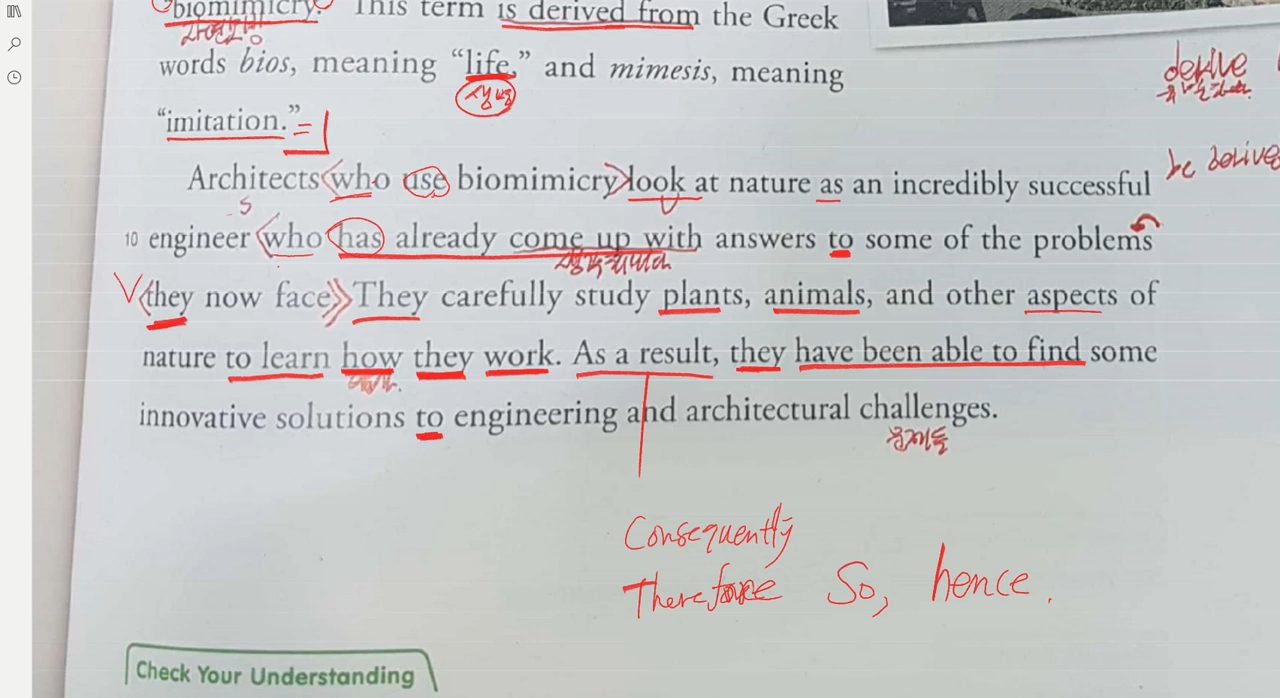 biomimicry. This term is derived from the Greek
words bios, meaning “life,” and mimesis, meaning
생명
“imitation.”
derive
Architects who use biomimicry look at nature as an incredibly successful
be derive
S
10 engineer who has already come up with answers to some of the problems
they now face. They carefully study plants, animals, and other aspects of
nature to learn how they work. As a result, they have been able to find some
innovative solutions to engineering and architectural challenges.
문제들
Consequently
Therefore So, hence.
Check Your Understanding